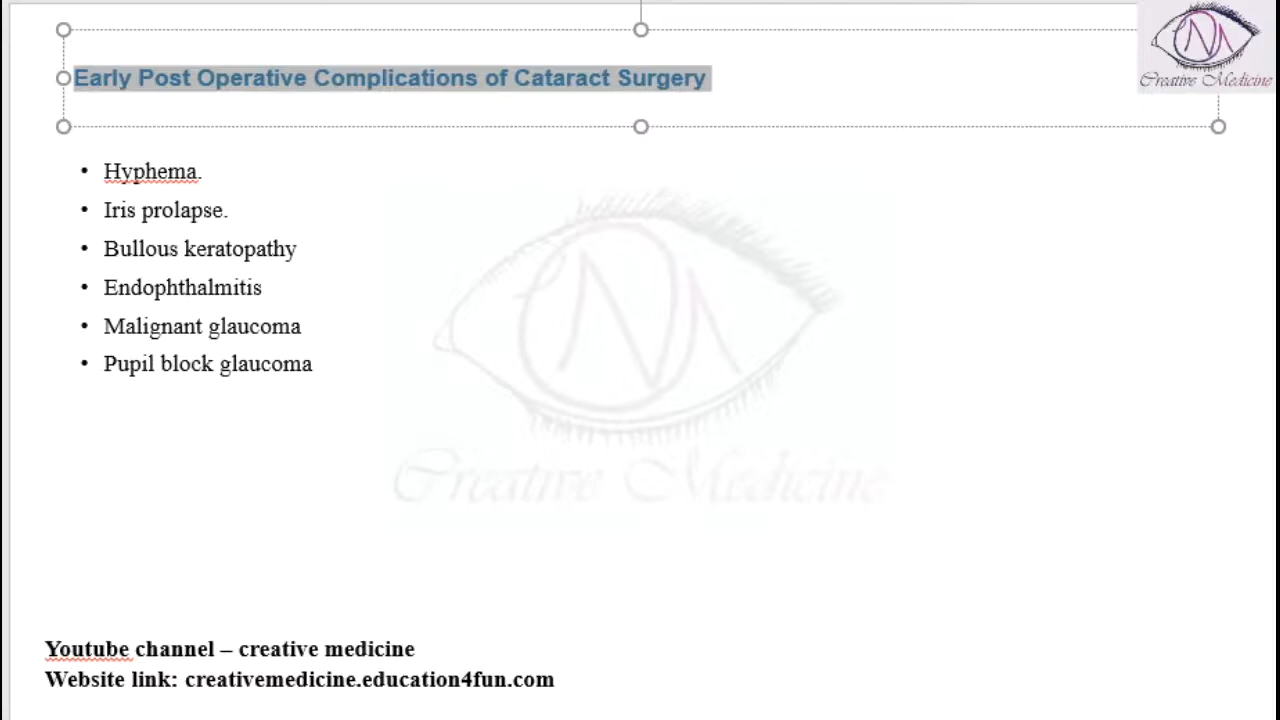 Early Post Operative Complications of Cataract Surgery
Creative Medicine
• Hyphema.
• Iris prolapse.
• Bullous keratopathy
• Endophthalmitis
• Malignant glaucoma
• Pupil block glaucoma
Creative Medicine
Youtube channel – creative medicine
Website link: creativemedicine.education4fun.com